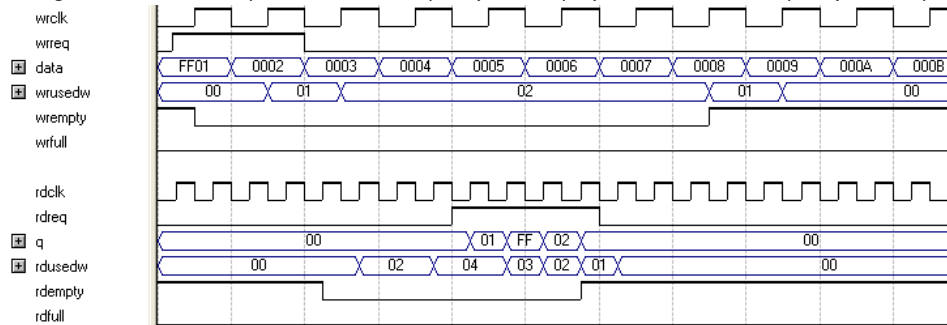 wrclk
wrreq
data FF01 0002 0003 0004 0005 0006 0007 0008 0009 000A 000B
wrusedw 00 01 02 01 00
wrempty
wrfull
rdclk
rdreq
q 00 01 FF 02 00
rdusedw 00 02 04 03 02 01 00
rdempty
rdfull